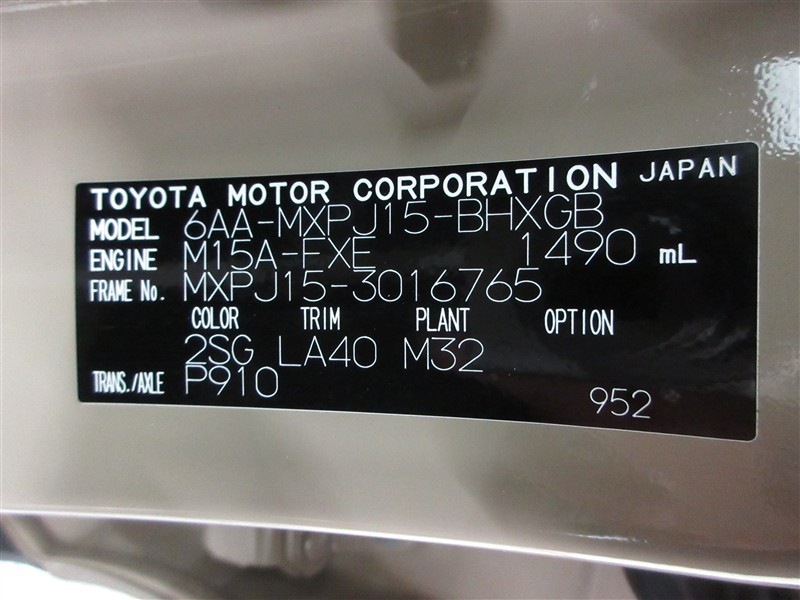 TOYOTA MOTOR CORPORATION JAPAN
MODEL 6AA-MXPJ15-BHXGB
ENGINE M15A-FXE 1490 mL
FRAME No. MXPJ15-3016765
COLOR TRIM PLANT OPTION
2SG LA40 M32
TRANS./AXLE P910
952